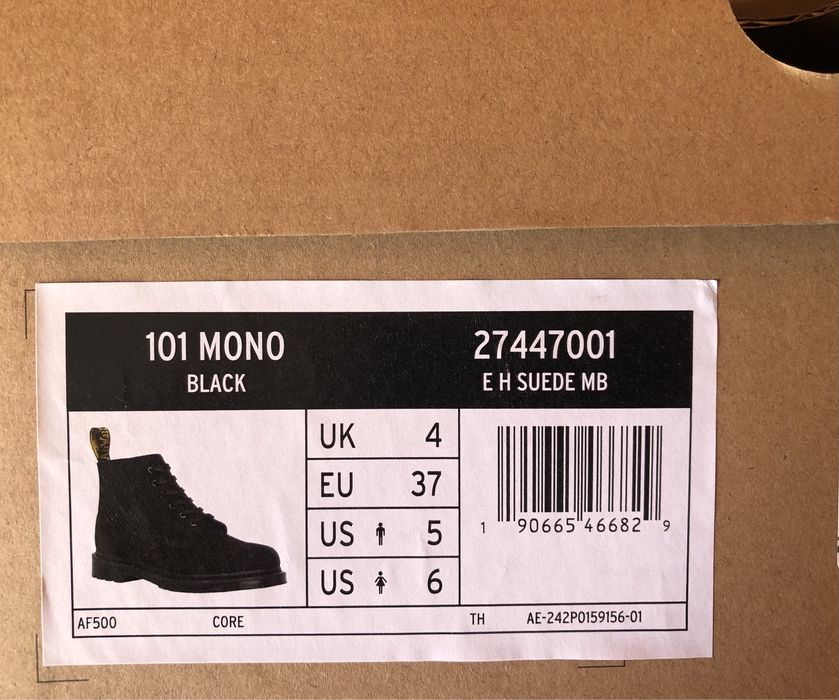 101 MONO
BLACK
27447001
E H SUEDE MB
UK 4
EU 37
US 5
US 6
1 90665 46682 9
AF500 CORE TH AE-242P0159156-01